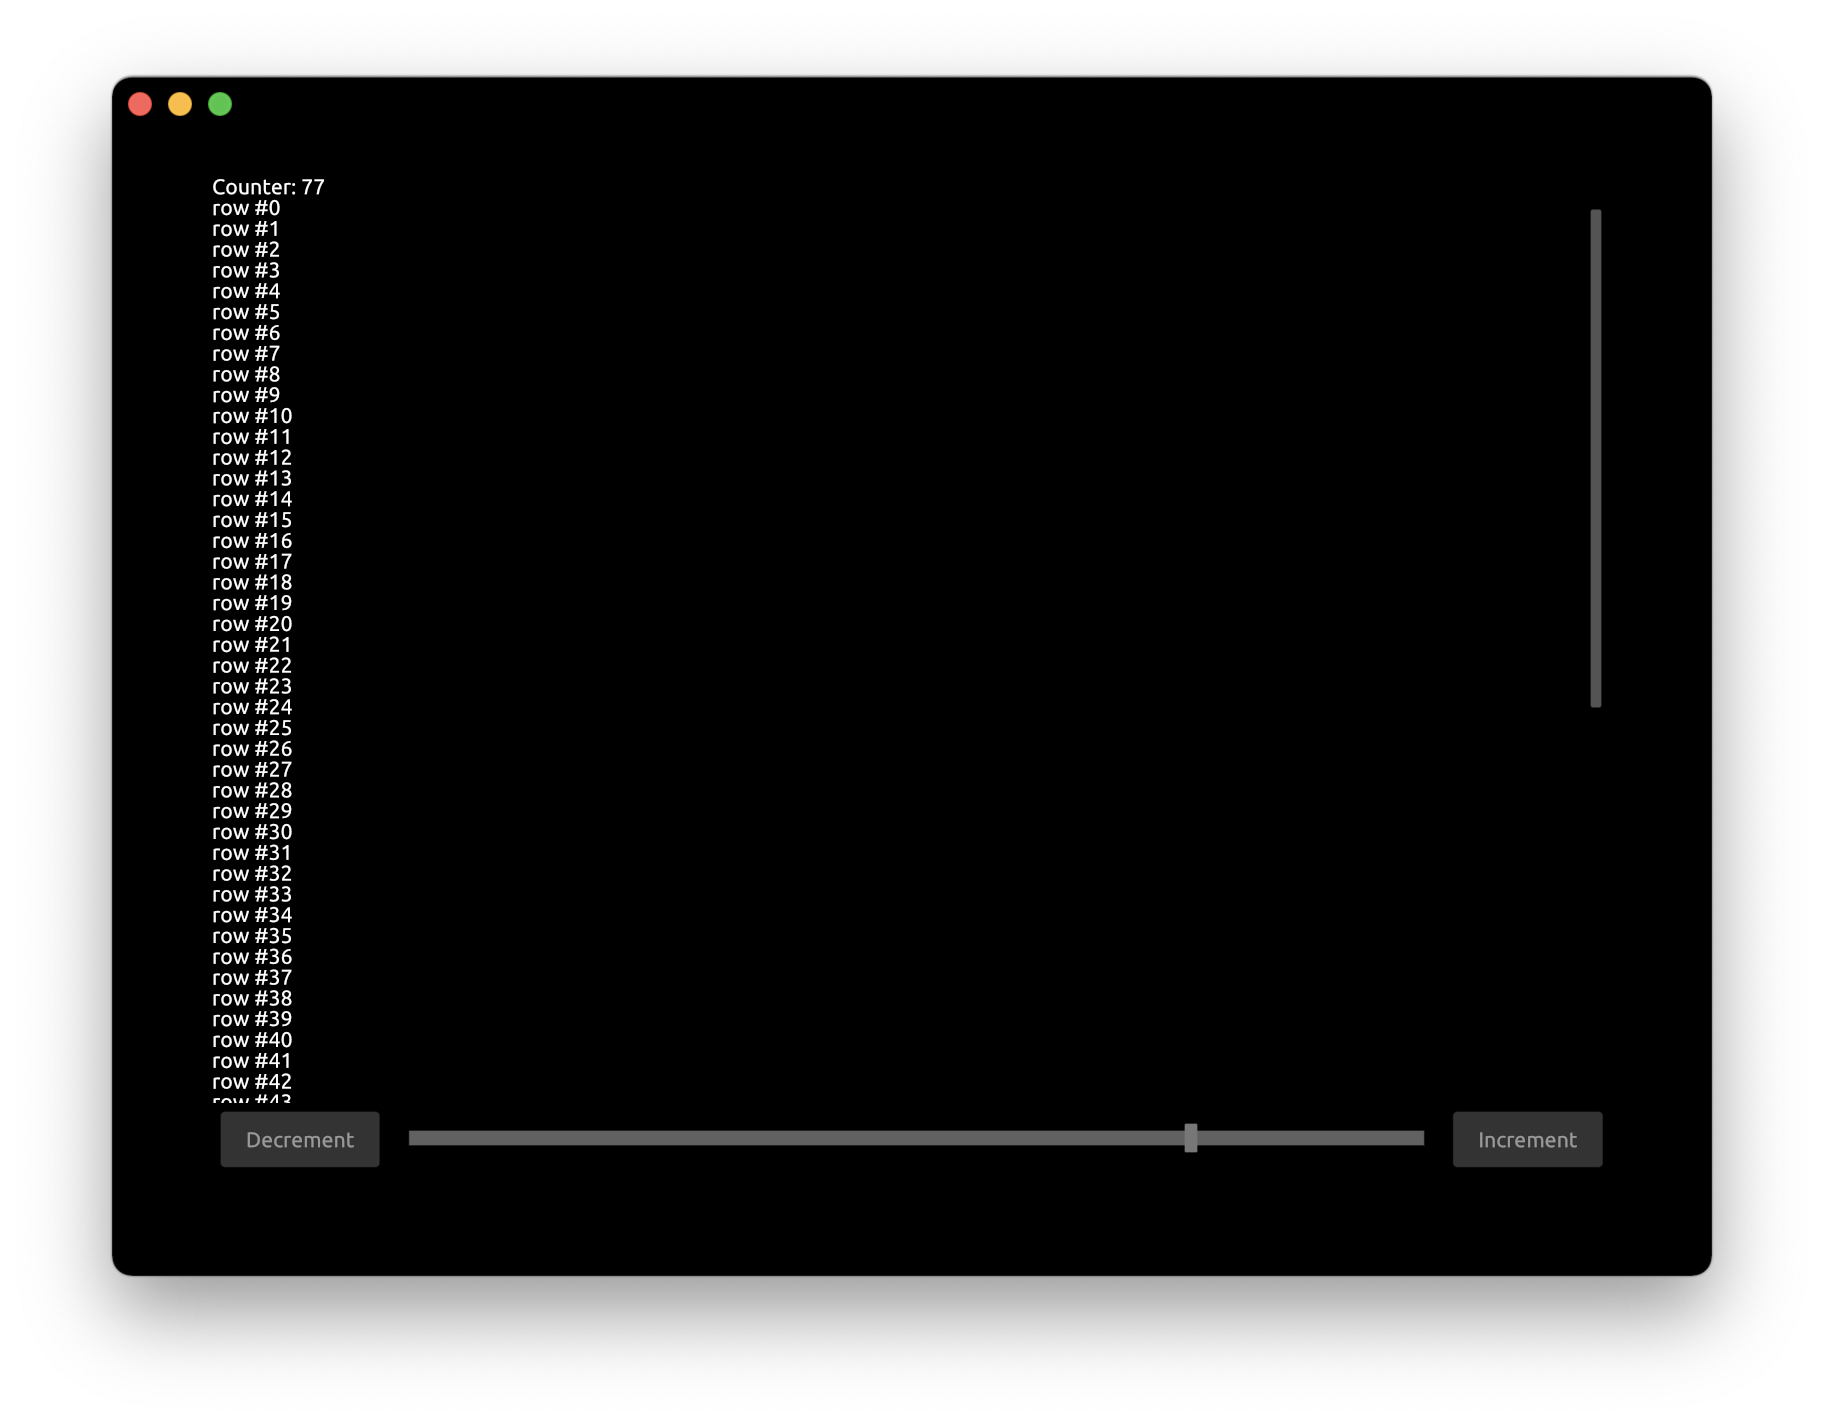 Counter: 77
row #0
row #1
row #2
row #3
row #4
row #5
row #6
row #7
row #8
row #9
row #10
row #11
row #12
row #13
row #14
row #15
row #16
row #17
row #18
row #19
row #20
row #21
row #22
row #23
row #24
row #25
row #26
row #27
row #28
row #29
row #30
row #31
row #32
row #33
row #34
row #35
row #36
row #37
row #38
row #39
row #40
row #41
row #42
row #43
Decrement
Increment